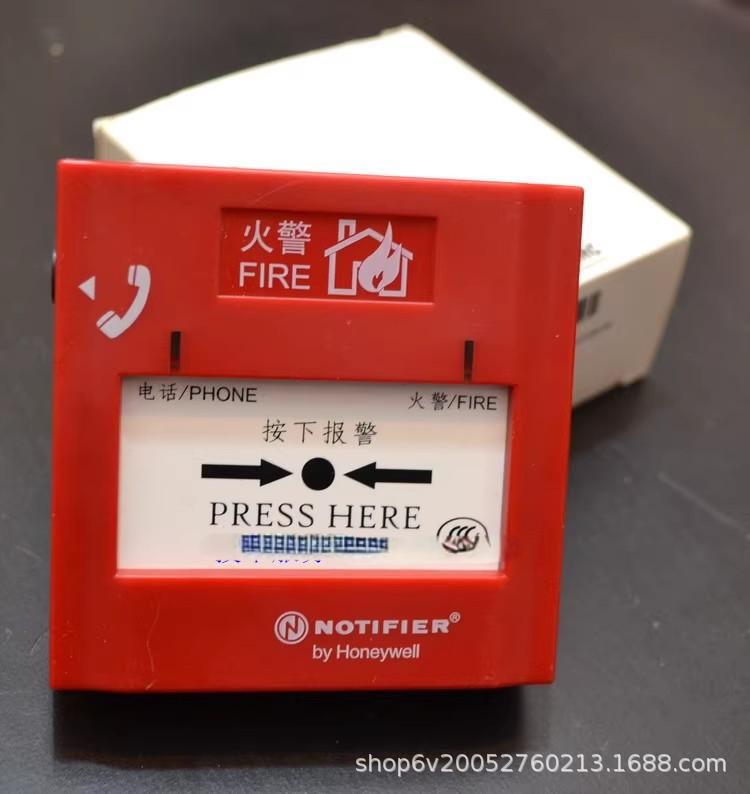 火警
FIRE
电话/PHONE
火警/FIRE
按下报警
PRESS HERE
NOTIFIER®
by Honeywell
shop6v20052760213.1688.com